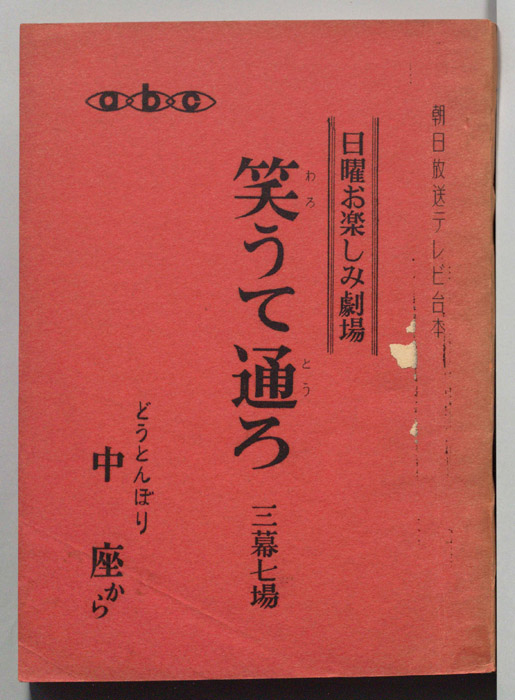 朝日放送テレビ台本
日曜お楽しみ劇場
わろ
とう
笑うて通ろ
三幕七場
どうとんぼり
中座から
abc